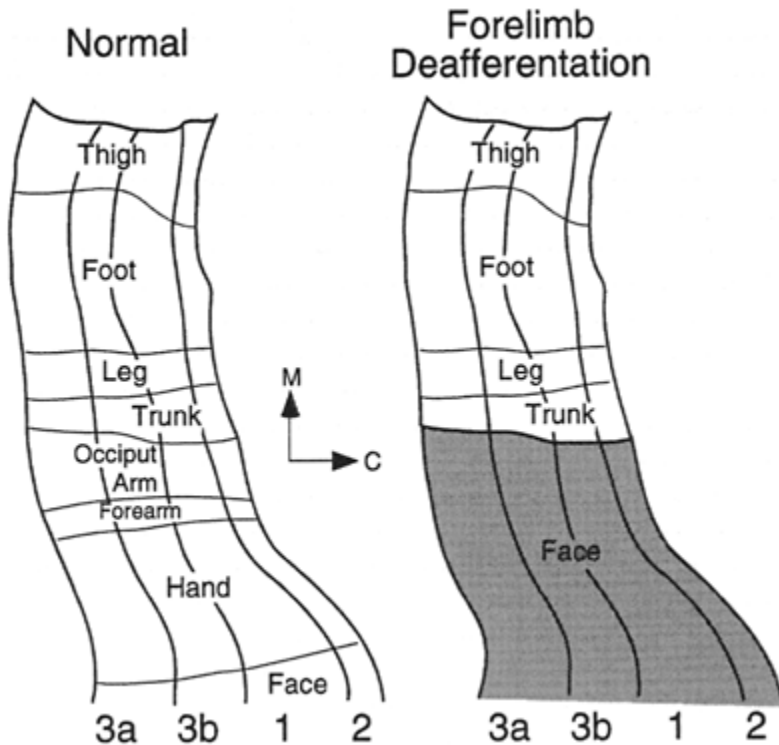 Normal
Thigh
Foot
Leg
Trunk
Occiput
Arm
Forearm
Hand
Face
3a 3b 1 2
M
C
Forelimb
Deafferentation
Thigh
Foot
Leg
Trunk
Face
3a 3b 1 2